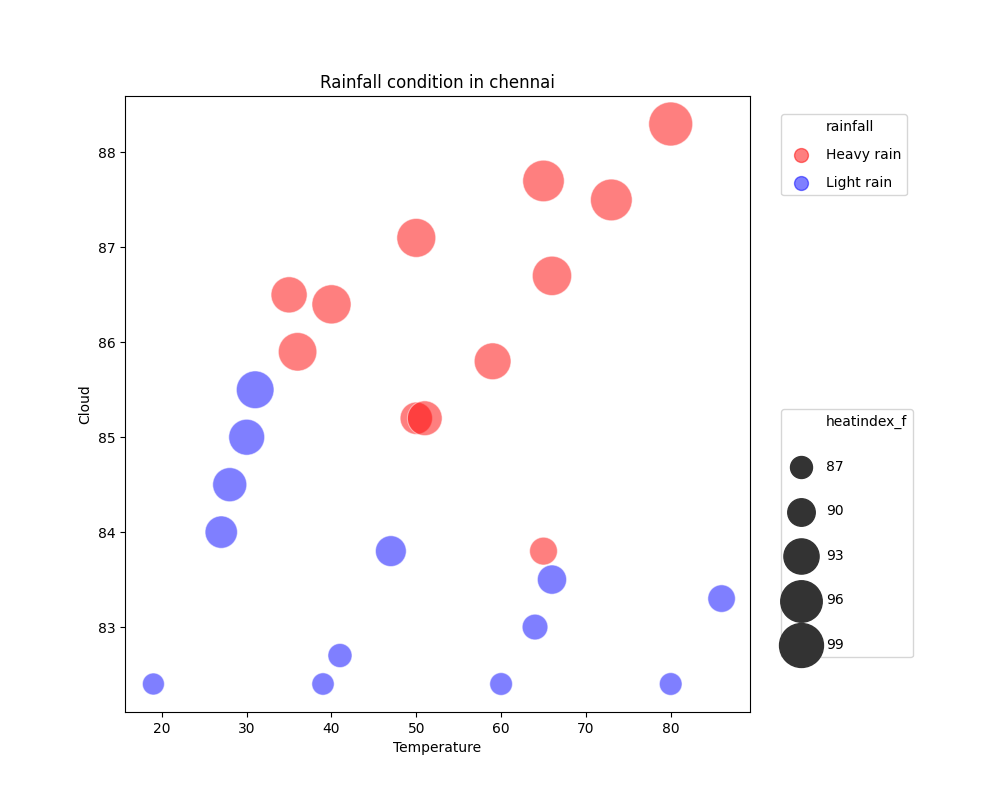 Rainfall condition in chennai
88
87
86
85
84
83
Cloud
20 30 40 50 60 70 80
Temperature
rainfall
Heavy rain
Light rain
heatindex_f
87
90
93
96
99